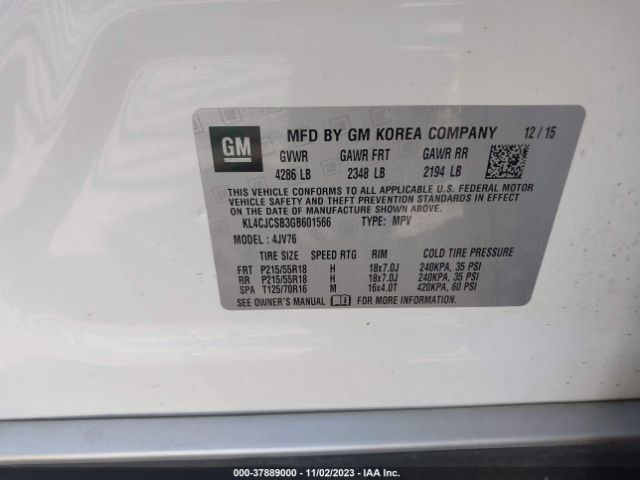 GM MFD BY GM KOREA COMPANY 12 / 15
GVWR GAWR FRT GAWR RR
4286 LB 2348 LB 2194 LB
THIS VEHICLE CONFORMS TO ALL APPLICABLE U.S. FEDERAL MOTOR
VEHICLE SAFETY AND THEFT PREVENTION STANDARDS IN EFFECT
ON THE DATE OF MANUFACTURE SHOWN ABOVE.
KL4CJCSB3GB601566 TYPE: MPV
MODEL : 4JV76
TIRE SIZE SPEED RTG RIM COLD TIRE PRESSURE
FRT P215/55R18 H 18x7.0J 240KPA, 35 PSI
RR P215/55R18 H 18x7.0J 240KPA, 35 PSI
SPA T125/70R16 M 16x4.0T 420KPA, 60 PSI
SEE OWNER'S MANUAL FOR MORE INFORMATION.
© - 37889000 - 11/02/2023 - IAA Inc.